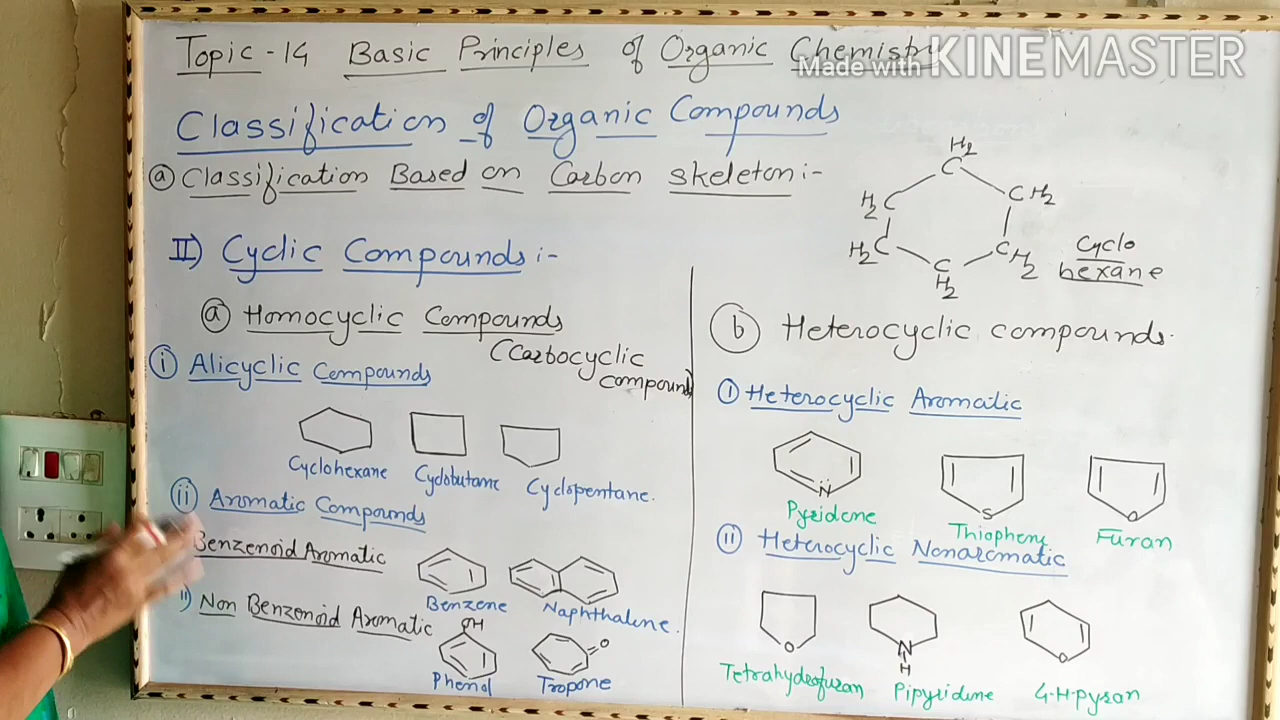 Topic-14 Basic Principles of Organic Chemistry
Made with KINEMASTER
Classification of Organic Compounds
ⓐ Classification Based on Carbon skeleton:-
H2
C
H2C
CH2
H2C
CH2
C
H2
Cyclo
hexane
II) Cyclic Compounds:-
ⓐ Homocyclic Compounds
(Carbocyclic
compound)
ⓘ Alicyclic Compounds
Cyclohexane Cyclobutane Cyclopentane.
(ii) Aromatic Compounds
Benzenoid Aromatic
Benzene Naphthalene.
ii) Non Benzenoid Aromatic
OH
O
Phenol Tropone
ⓑ Heterocyclic compounds.
(I) Heterocyclic Aromatic
N S O
Pyridene Thiophene Furan
(II) Heterocyclic Nonaromatic
O N O
H
Tetrahydrofuran Pipyridine 4-H-pyran